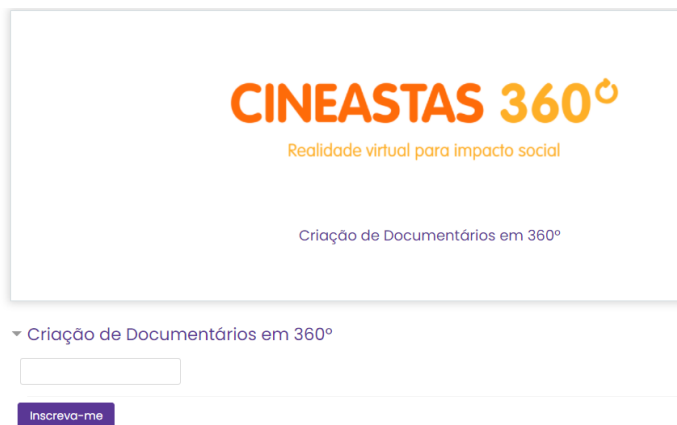 CINEASTAS 360°
Realidade virtual para impacto social
Criação de Documentários em 360º
Criação de Documentários em 360º
Inscreva-me